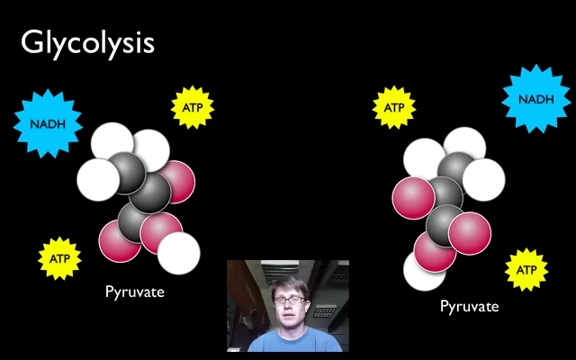 Glycolysis
NADH
ATP
ATP
NADH
ATP
ATP
Pyruvate
Pyruvate